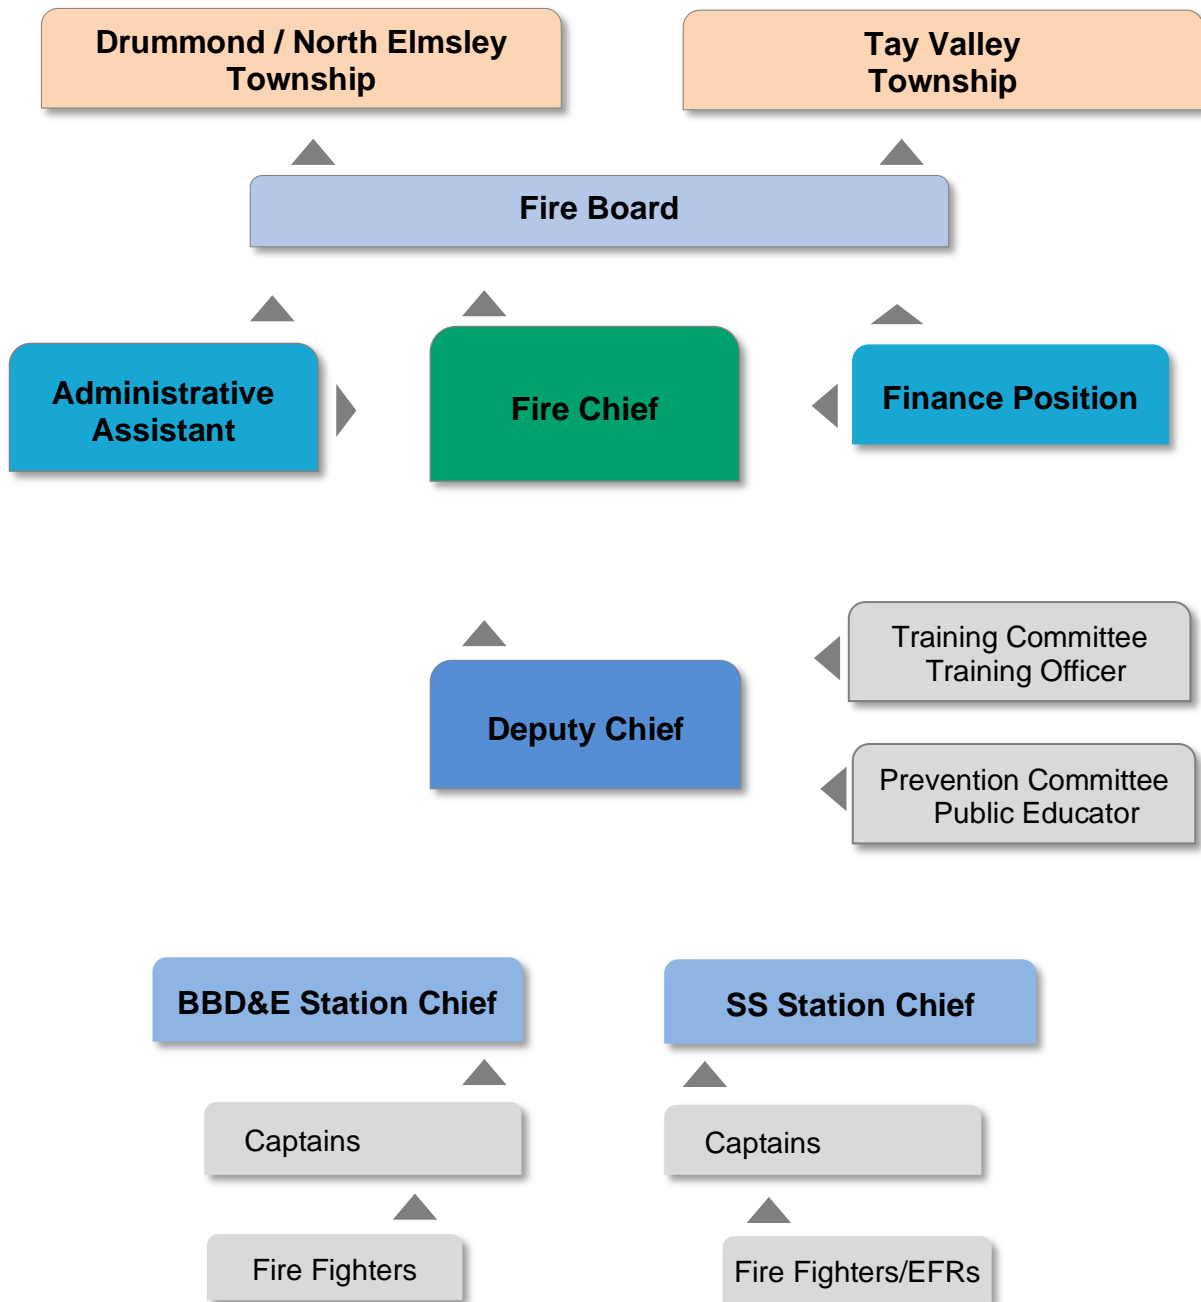 Drummond / North Elmsley
Township
Tay Valley
Township
Fire Board
Administrative
Assistant
Fire Chief
Finance Position
Training Committee
Training Officer
Deputy Chief
Prevention Committee
Public Educator
BBD&E Station Chief
SS Station Chief
Captains
Captains
Fire Fighters
Fire Fighters/EFRs